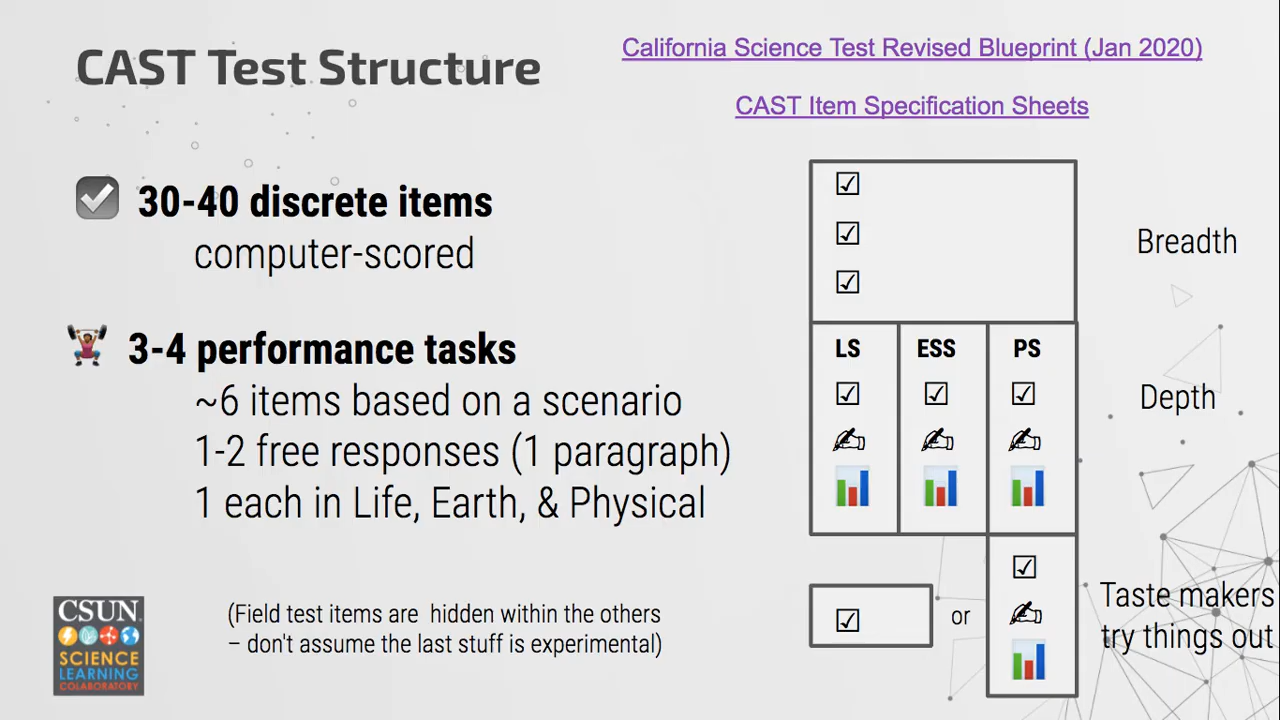 CAST Test Structure
California Science Test Revised Blueprint (Jan 2020)
CAST Item Specification Sheets
30-40 discrete items
computer-scored
3-4 performance tasks
~6 items based on a scenario
1-2 free responses (1 paragraph)
1 each in Life, Earth, & Physical
Breadth
LS ESS PS
Depth
or
Taste makers
try things out
(Field test items are hidden within the others
– don't assume the last stuff is experimental)
CSUN
SCIENCE
LEARNING
COLABORATORY